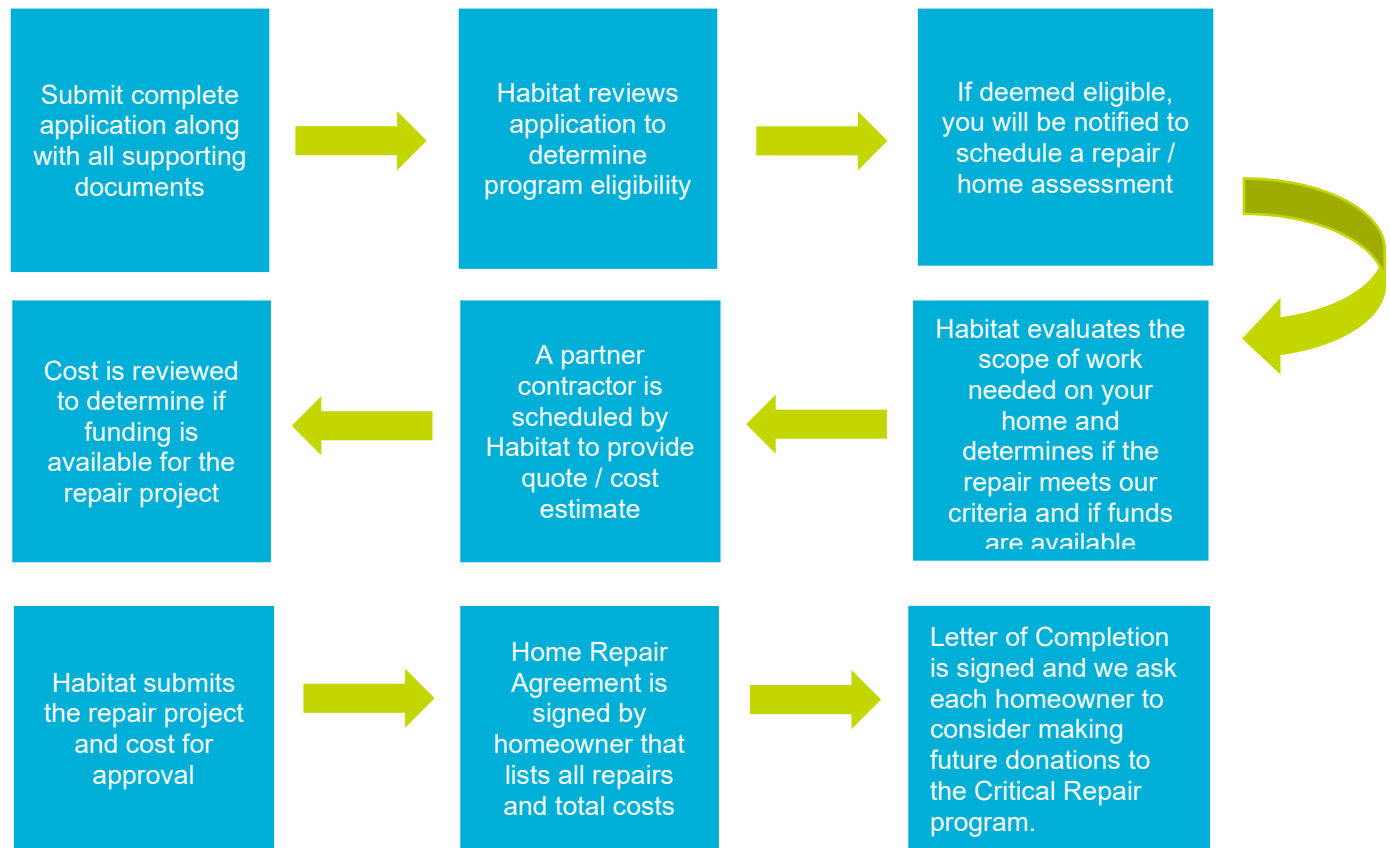 Submit complete
application along
with all supporting
documents
Habitat reviews
application to
determine
program eligibility
If deemed eligible,
you will be notified to
schedule a repair /
home assessment
Habitat evaluates the
scope of work
needed on your
home and
determines if the
repair meets our
criteria and if funds
are available
A partner
contractor is
scheduled by
Habitat to provide
quote / cost
estimate
Cost is reviewed
to determine if
funding is
available for the
repair project
Habitat submits
the repair project
and cost for
approval
Home Repair
Agreement is
signed by
homeowner that
lists all repairs
and total costs
Letter of Completion
is signed and we ask
each homeowner to
consider making
future donations to
the Critical Repair
program.